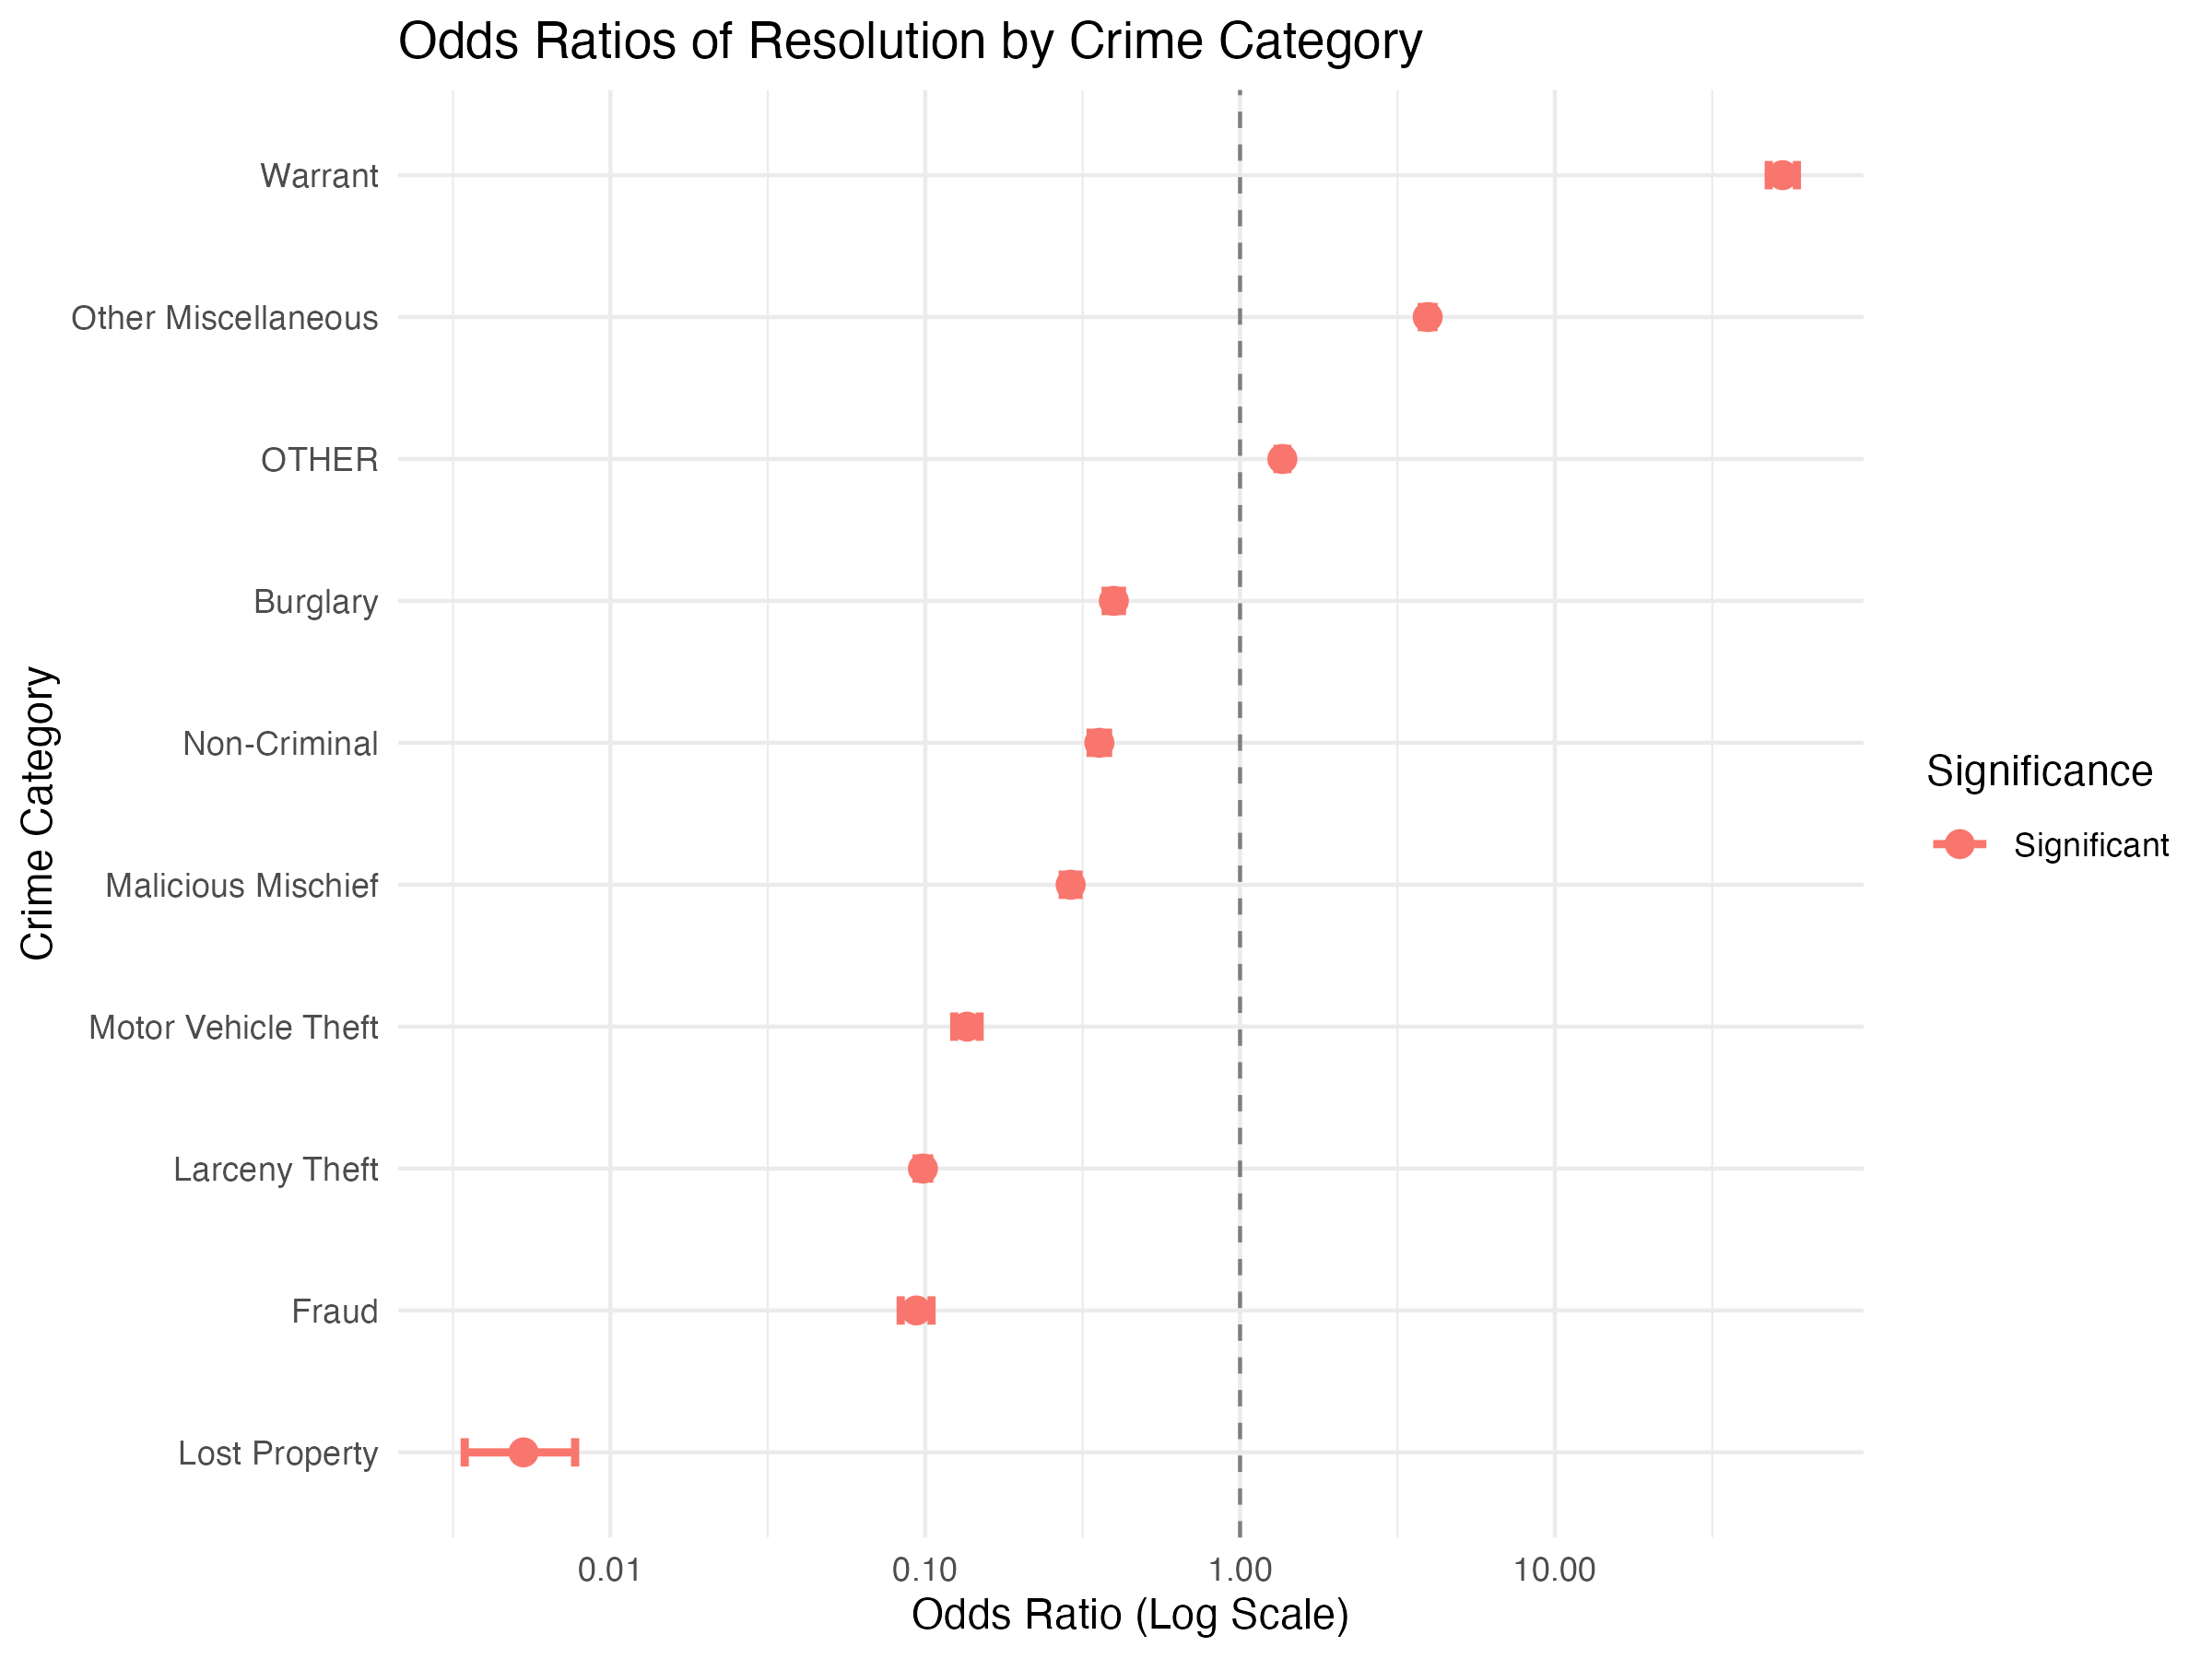 Odds Ratios of Resolution by Crime Category
Warrant
Other Miscellaneous
OTHER
Burglary
Non-Criminal
Malicious Mischief
Motor Vehicle Theft
Larceny Theft
Fraud
Lost Property
Crime Category
0.01
0.10
1.00
10.00
Odds Ratio (Log Scale)
Significance
Significant